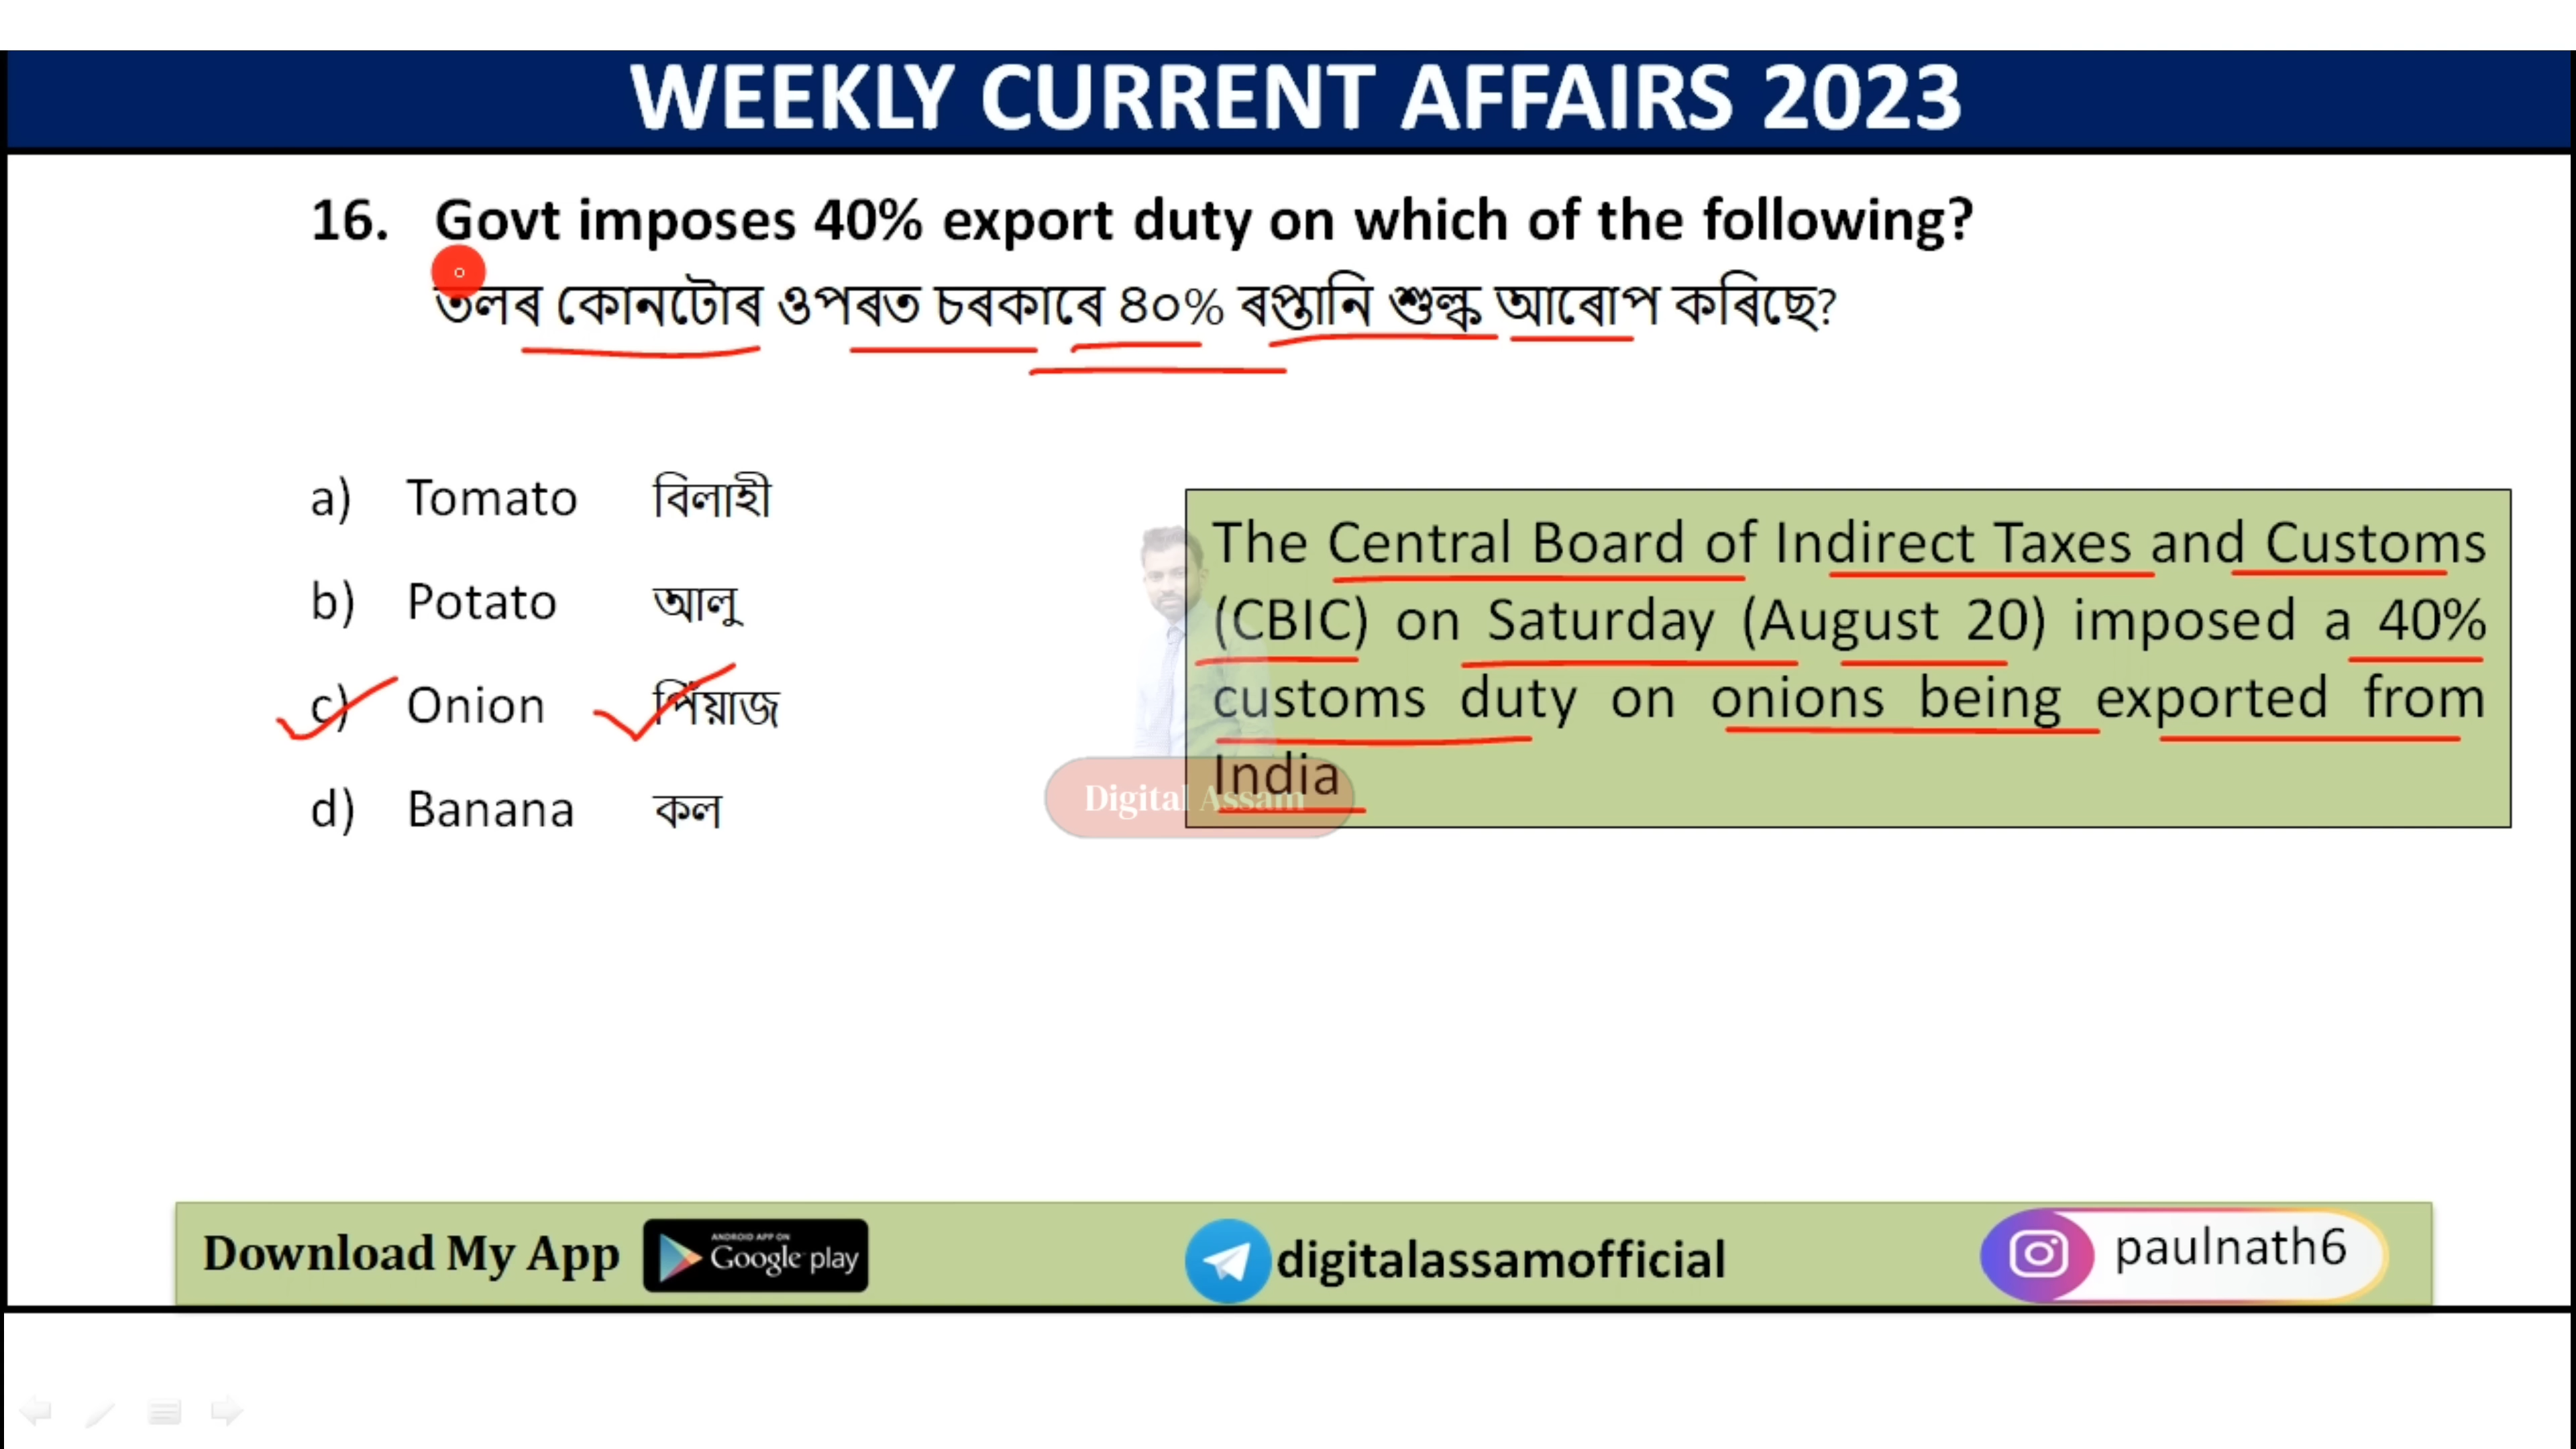 WEEKLY CURRENT AFFAIRS 2023
16. Govt imposes 40% export duty on which of the following?
তলৰ কোনটোৰ ওপৰত চৰকাৰে ৪০% ৰপ্তানি শুল্ক আৰোপ কৰিছে?
a) Tomato বিলাহী
b) Potato আলু
c) Onion পিঁয়াজ
d) Banana কল
The Central Board of Indirect Taxes and Customs
(CBIC) on Saturday (August 20) imposed a 40%
customs duty on onions being exported from
India
Digital Assam
Download My App
ANDROID APP ON
Google play
digitalassamofficial
paulnath6